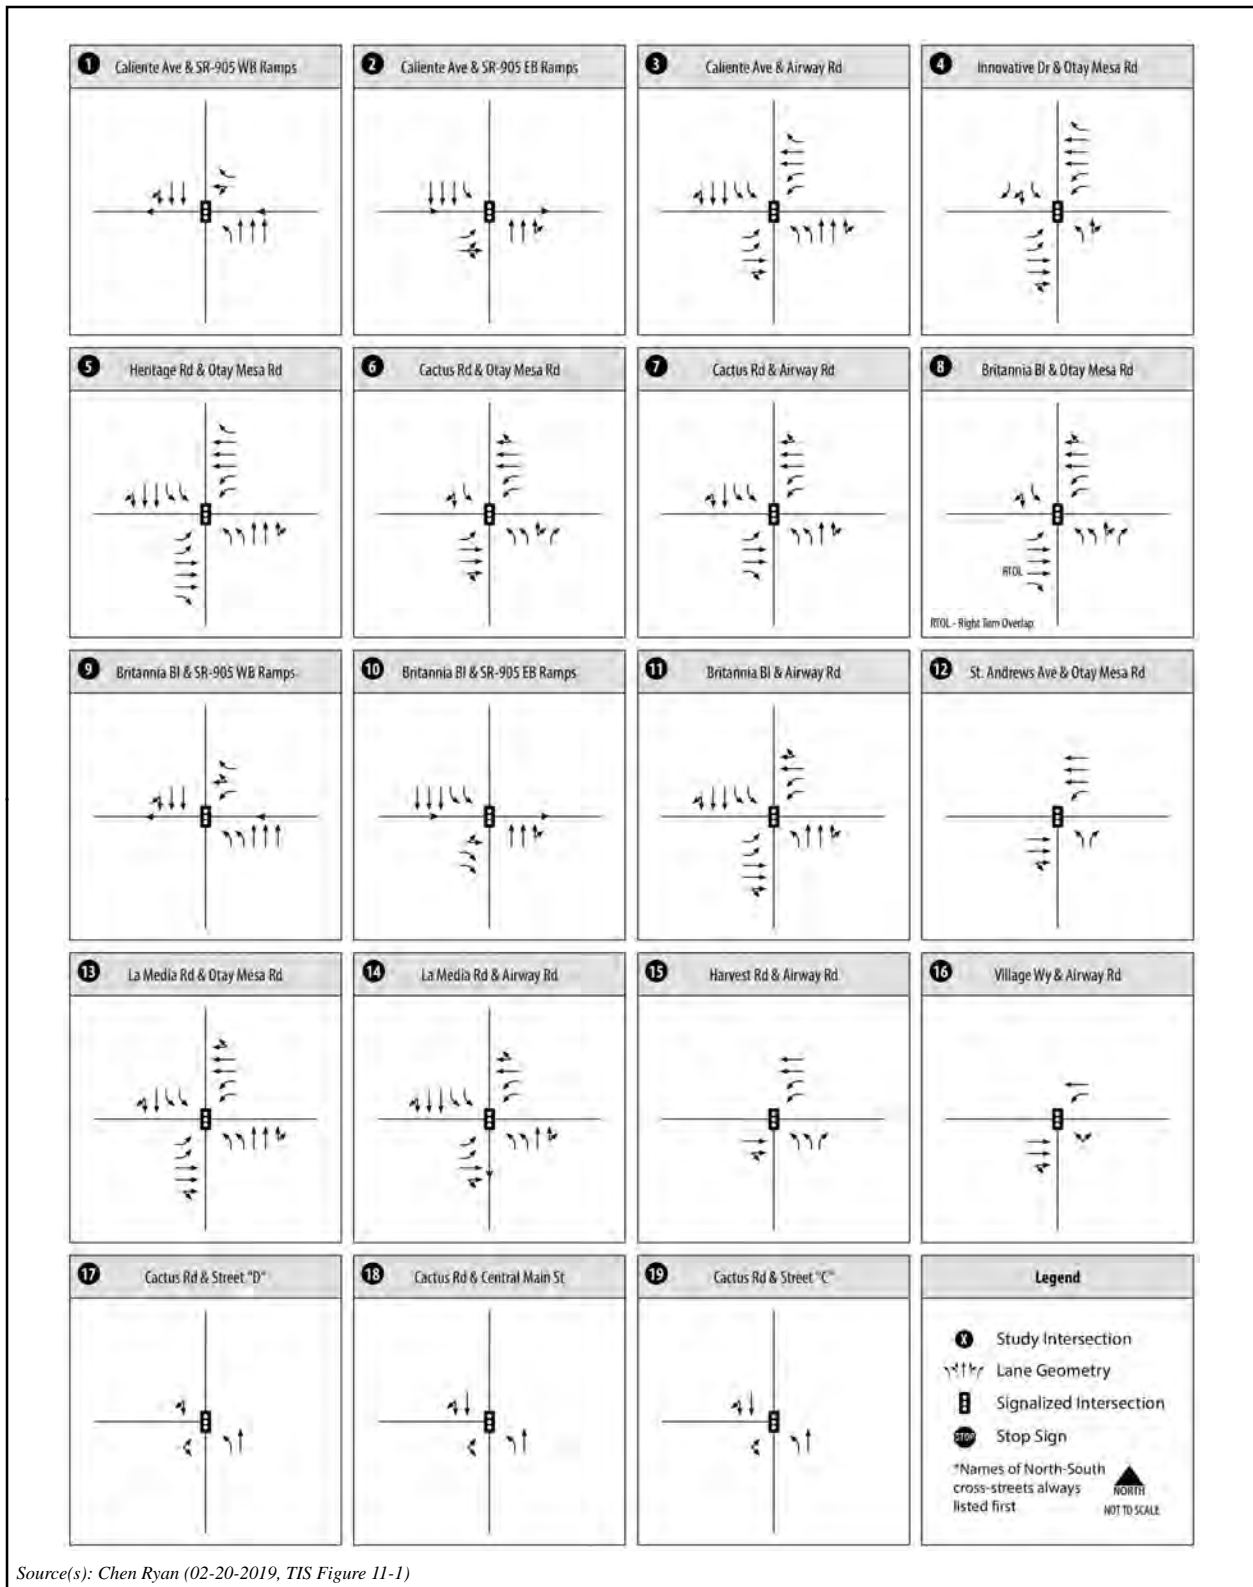 1 Caliente Ave & SR-905 WB Ramps
2 Caliente Ave & SR-905 EB Ramps
3 Caliente Ave & Airway Rd
4 Innovative Dr & Otay Mesa Rd
5 Heritage Rd & Otay Mesa Rd
6 Cactus Rd & Otay Mesa Rd
7 Cactus Rd & Airway Rd
8 Britannia Bl & Otay Mesa Rd
RTOL
RTOL - Right Turn Overlap
9 Britannia Bl & SR-905 WB Ramps
10 Britannia Bl & SR-905 EB Ramps
11 Britannia Bl & Airway Rd
12 St. Andrews Ave & Otay Mesa Rd
13 La Media Rd & Otay Mesa Rd
14 La Media Rd & Airway Rd
15 Harvest Rd & Airway Rd
16 Village Wy & Airway Rd
17 Cactus Rd & Street "D"
18 Cactus Rd & Central Main St
19 Cactus Rd & Street "C"
Legend
X Study Intersection
Lane Geometry
Signalized Intersection
STOP Stop Sign
*Names of North-South
cross-streets always
listed first
NORTH
NOT TO SCALE
Source(s): Chen Ryan (02-20-2019, TIS Figure 11-1)